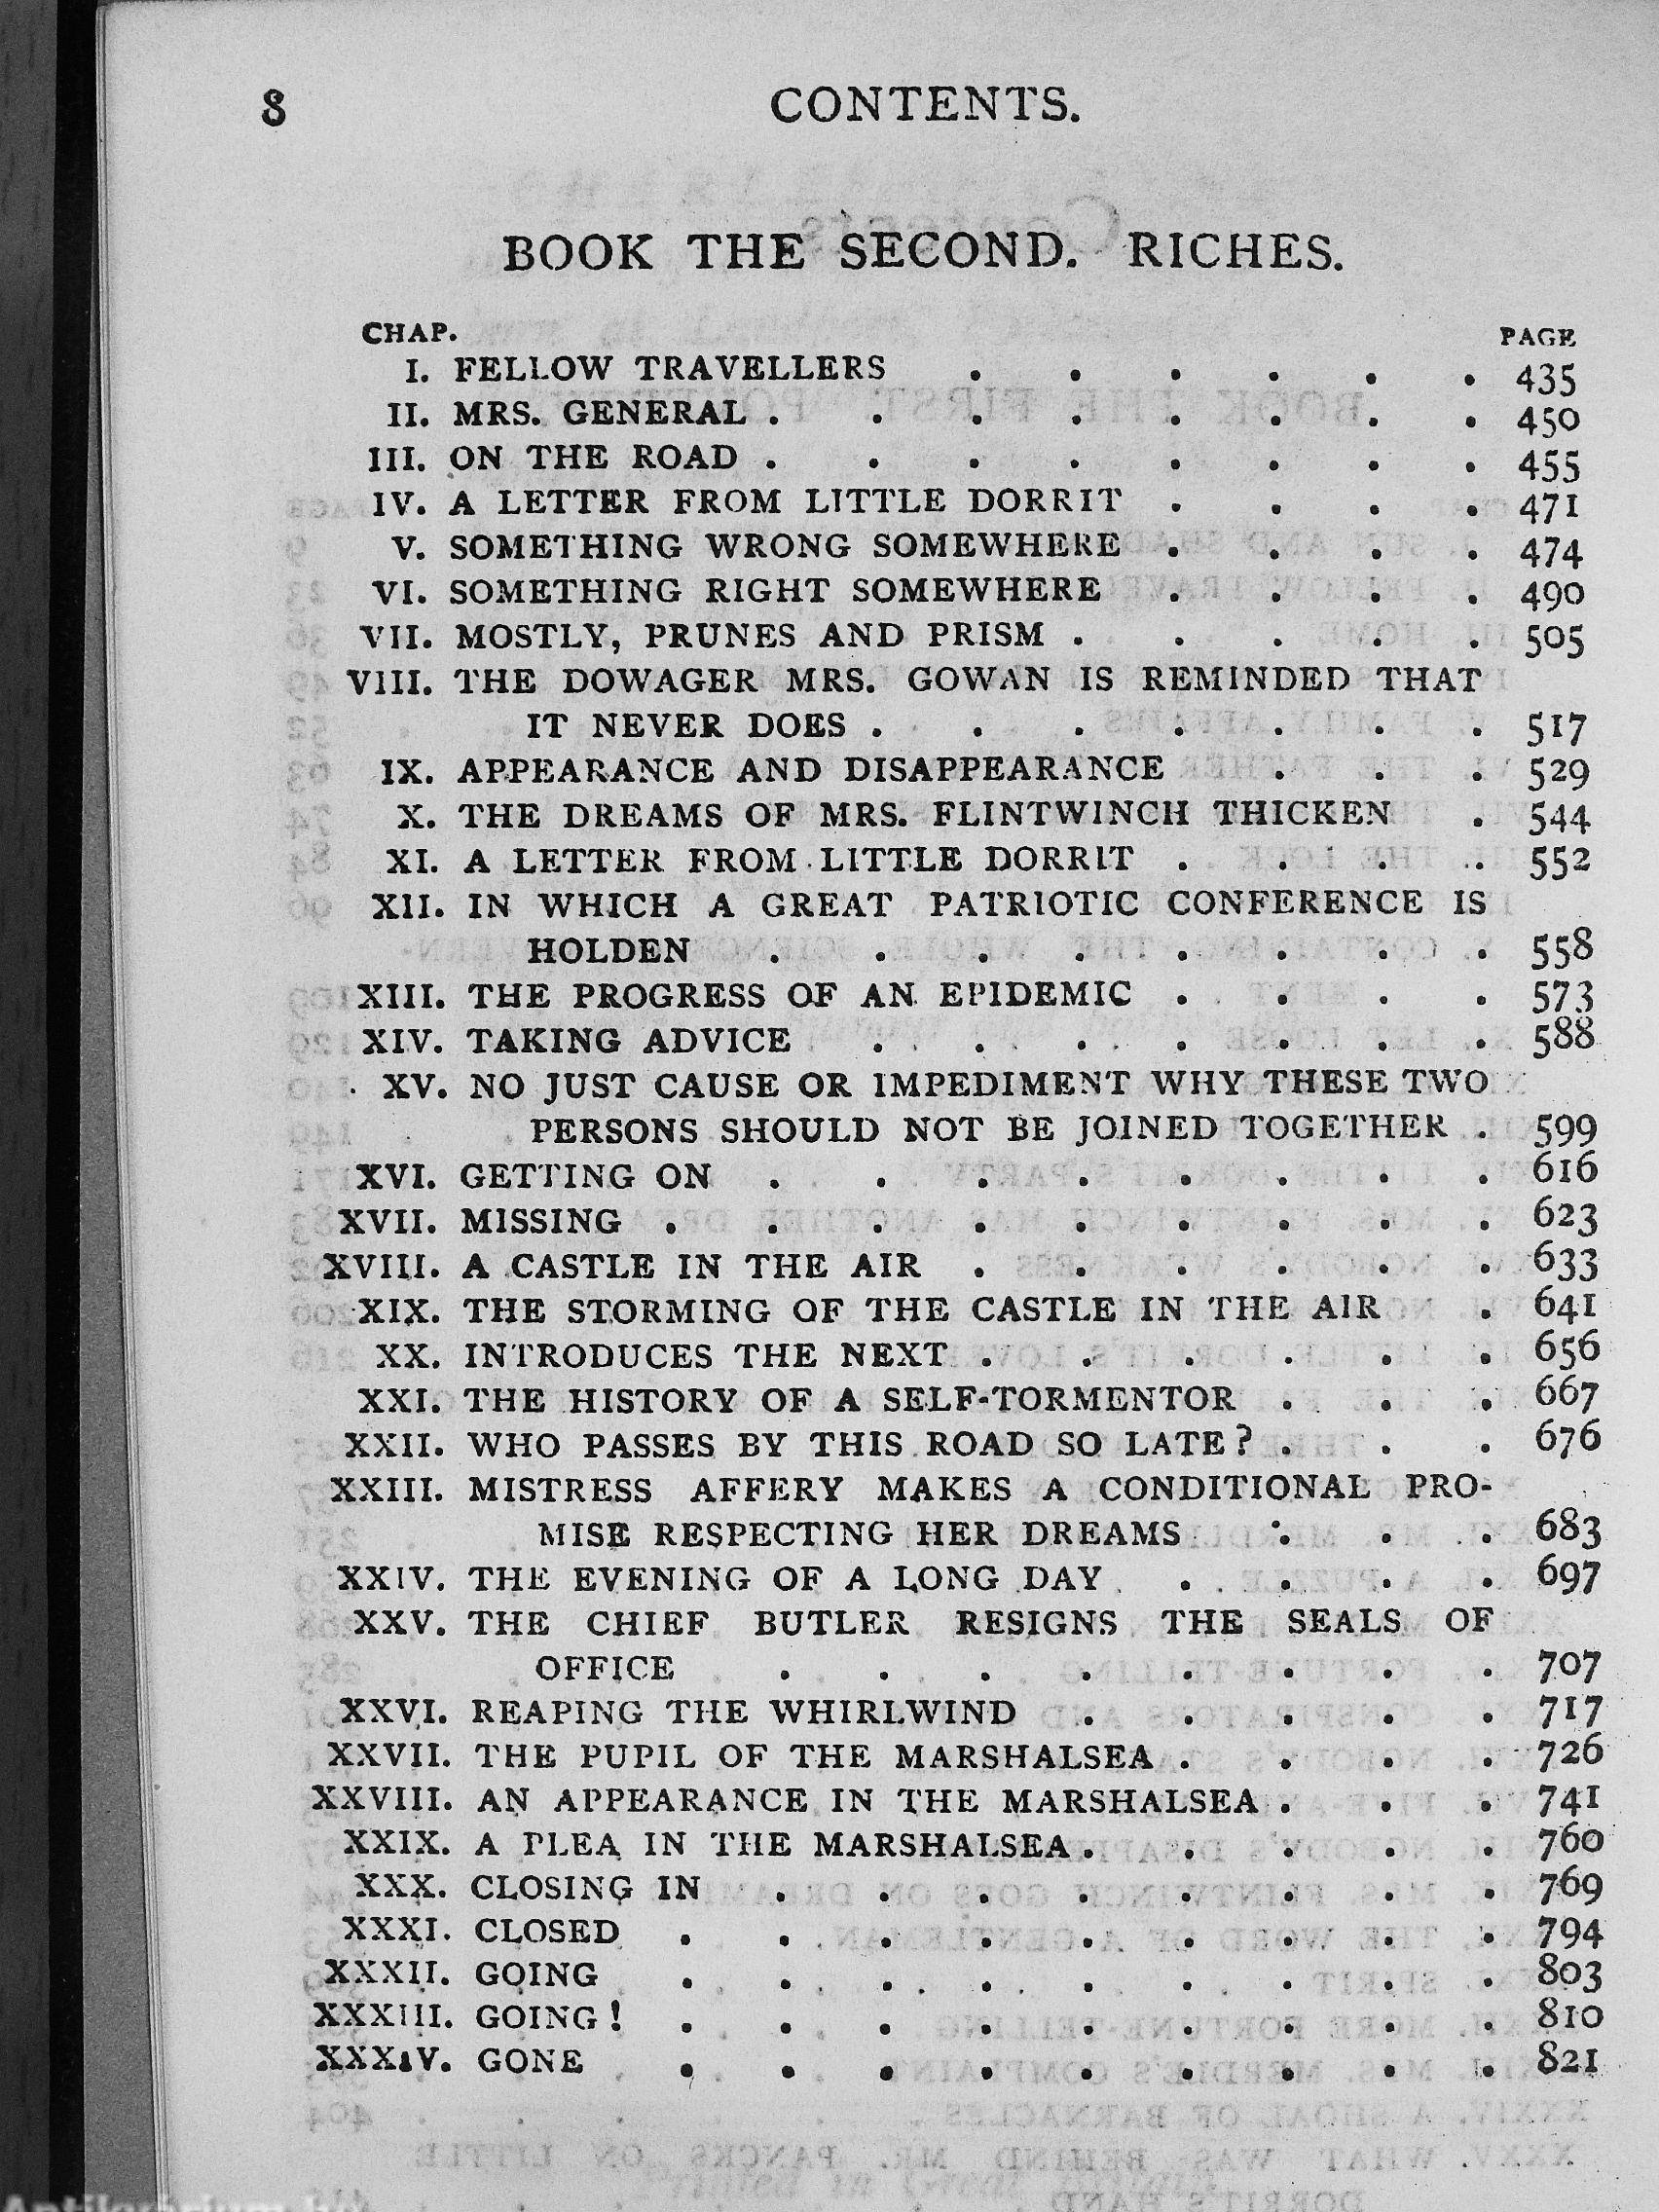 8 CONTENTS.
BOOK THE SECOND. RICHES.
CHAP. PAGE
I. FELLOW TRAVELLERS . . . . . . 435
II. MRS. GENERAL . . . . . . . . 450
III. ON THE ROAD . . . . . . . . 455
IV. A LETTER FROM LITTLE DORRIT . . . . 471
V. SOMETHING WRONG SOMEWHERE . . . . 474
VI. SOMETHING RIGHT SOMEWHERE . . . . 490
VII. MOSTLY, PRUNES AND PRISM . . . . . 505
VIII. THE DOWAGER MRS. GOWAN IS REMINDED THAT
IT NEVER DOES . . . . . . . 517
IX. APPEARANCE AND DISAPPEARANCE . . . 529
X. THE DREAMS OF MRS. FLINTWINCH THICKEN . 544
XI. A LETTER FROM LITTLE DORRIT . . . . 552
XII. IN WHICH A GREAT PATRIOTIC CONFERENCE IS
HOLDEN . . . . . . . . 558
XIII. THE PROGRESS OF AN EPIDEMIC . . . . 573
XIV. TAKING ADVICE . . . . . . . 588
XV. NO JUST CAUSE OR IMPEDIMENT WHY THESE TWO
PERSONS SHOULD NOT BE JOINED TOGETHER . 599
XVI. GETTING ON . . . . . . . . 616
XVII. MISSING . . . . . . . . . 623
XVIII. A CASTLE IN THE AIR . . . . . . 633
XIX. THE STORMING OF THE CASTLE IN THE AIR . 641
XX. INTRODUCES THE NEXT . . . . . . 656
XXI. THE HISTORY OF A SELF-TORMENTOR . . . 667
XXII. WHO PASSES BY THIS ROAD SO LATE? . . . 676
XXIII. MISTRESS AFFERY MAKES A CONDITIONAL PRO-
MISE RESPECTING HER DREAMS . . . 683
XXIV. THE EVENING OF A LONG DAY . . . . 697
XXV. THE CHIEF BUTLER RESIGNS THE SEALS OF
OFFICE . . . . . . . . 707
XXVI. REAPING THE WHIRLWIND . . . . . 717
XXVII. THE PUPIL OF THE MARSHALSEA . . . . 726
XXVIII. AN APPEARANCE IN THE MARSHALSEA . . . 741
XXIX. A PLEA IN THE MARSHALSEA . . . . . 760
XXX. CLOSING IN . . . . . . . . 769
XXXI. CLOSED . . . . . . . . . 794
XXXII. GOING . . . . . . . . . 803
XXXIII. GOING! . . . . . . . . . 810
XXXIV. GONE . . . . . . . . . 821